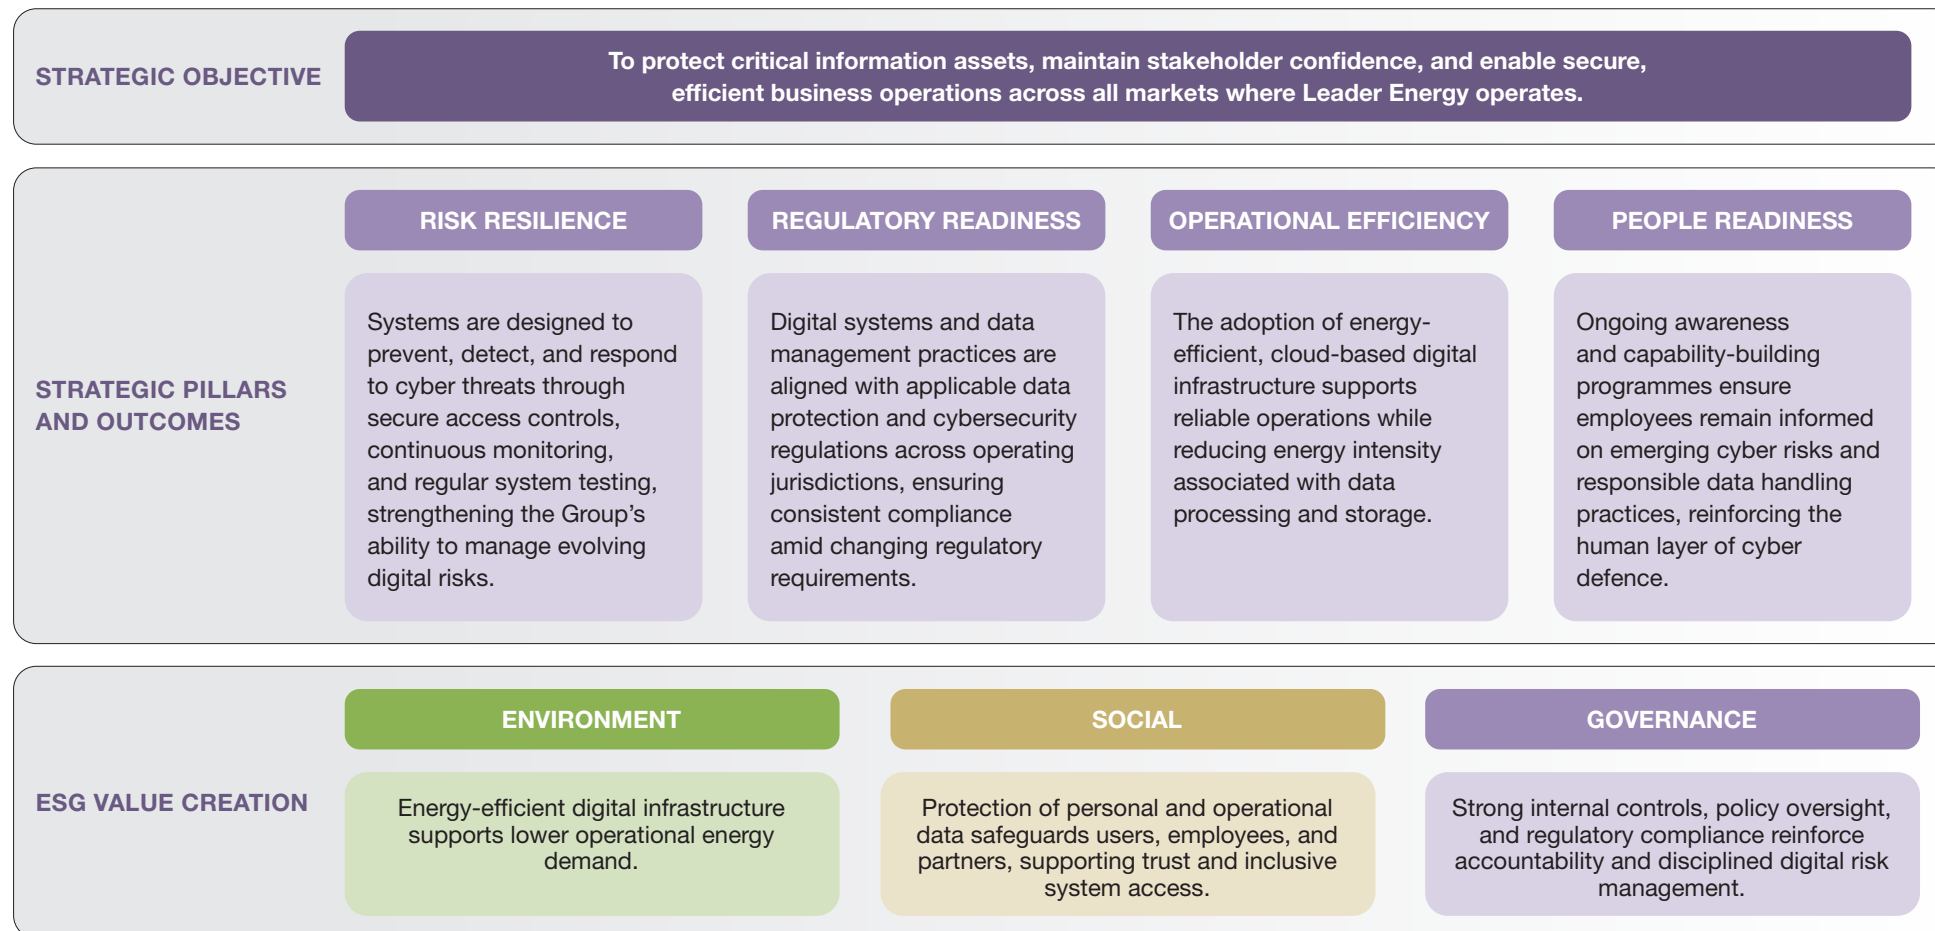 STRATEGIC OBJECTIVE
To protect critical information assets, maintain stakeholder confidence, and enable secure,
efficient business operations across all markets where Leader Energy operates.
STRATEGIC PILLARS
AND OUTCOMES
RISK RESILIENCE
Systems are designed to
prevent, detect, and respond
to cyber threats through
secure access controls,
continuous monitoring,
and regular system testing,
strengthening the Group’s
ability to manage evolving
digital risks.
REGULATORY READINESS
Digital systems and data
management practices are
aligned with applicable data
protection and cybersecurity
regulations across operating
jurisdictions, ensuring
consistent compliance
amid changing regulatory
requirements.
OPERATIONAL EFFICIENCY
The adoption of energy-
efficient, cloud-based digital
infrastructure supports
reliable operations while
reducing energy intensity
associated with data
processing and storage.
PEOPLE READINESS
Ongoing awareness
and capability-building
programmes ensure
employees remain informed
on emerging cyber risks and
responsible data handling
practices, reinforcing the
human layer of cyber
defence.
ESG VALUE CREATION
ENVIRONMENT
Energy-efficient digital infrastructure
supports lower operational energy
demand.
SOCIAL
Protection of personal and operational
data safeguards users, employees, and
partners, supporting trust and inclusive
system access.
GOVERNANCE
Strong internal controls, policy oversight,
and regulatory compliance reinforce
accountability and disciplined digital risk
management.